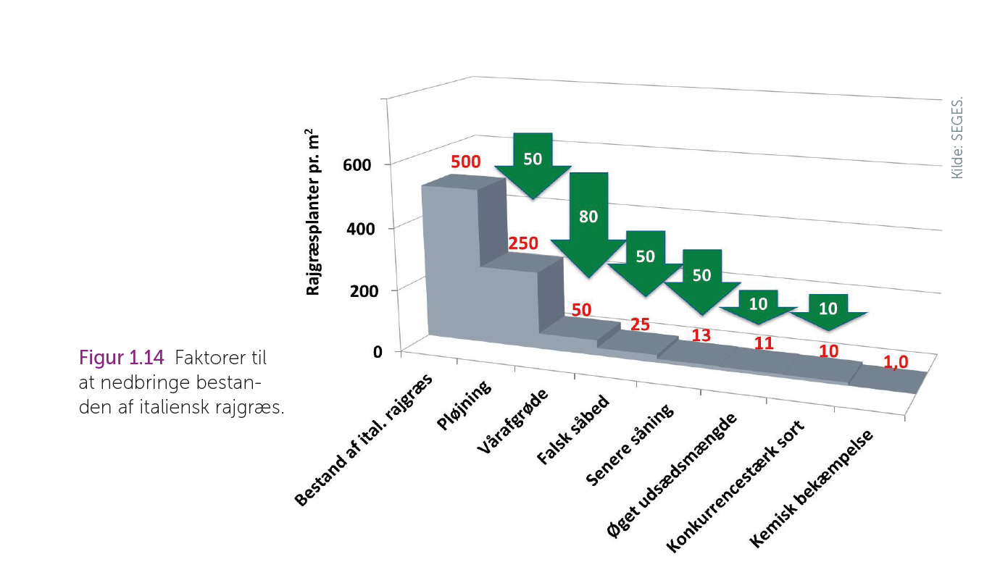 Figur 1.14 Faktorer til
at nedbringe bestan-
den af italiensk rajgræs.
Rajgræsplanter pr. m²
600
400
200
0
500
250
50
25
13
11
10
1,0
50
80
50
50
10
10
Bestand af ital. rajgræs
Pløjning
Vårafgrøde
Falsk såbed
Senere såning
Øget udsædsmængde
Konkurrencestærk sort
Kemisk bekæmpelse
Kilde: SEGES.